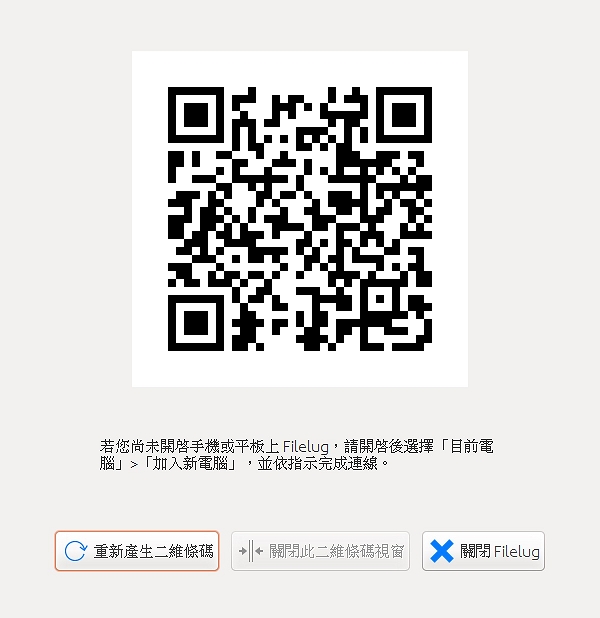 若您尚未開啓手機或平板上 Filelug，請開啓後選擇「目前電
腦」>「加入新電腦」，並依指示完成連線。
重新產生二維條碼
關閉此二維條碼視窗
關閉 Filelug